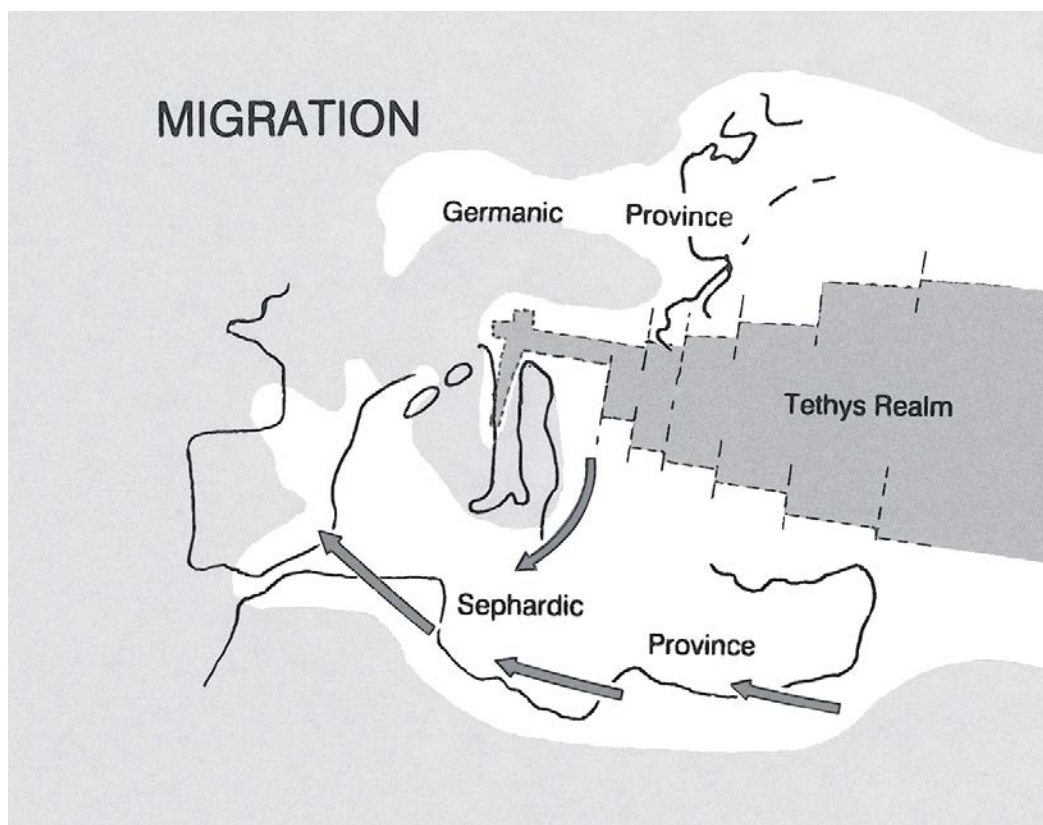 MIGRATION
Germanic Province
Tethys Realm
Sephardic
Province